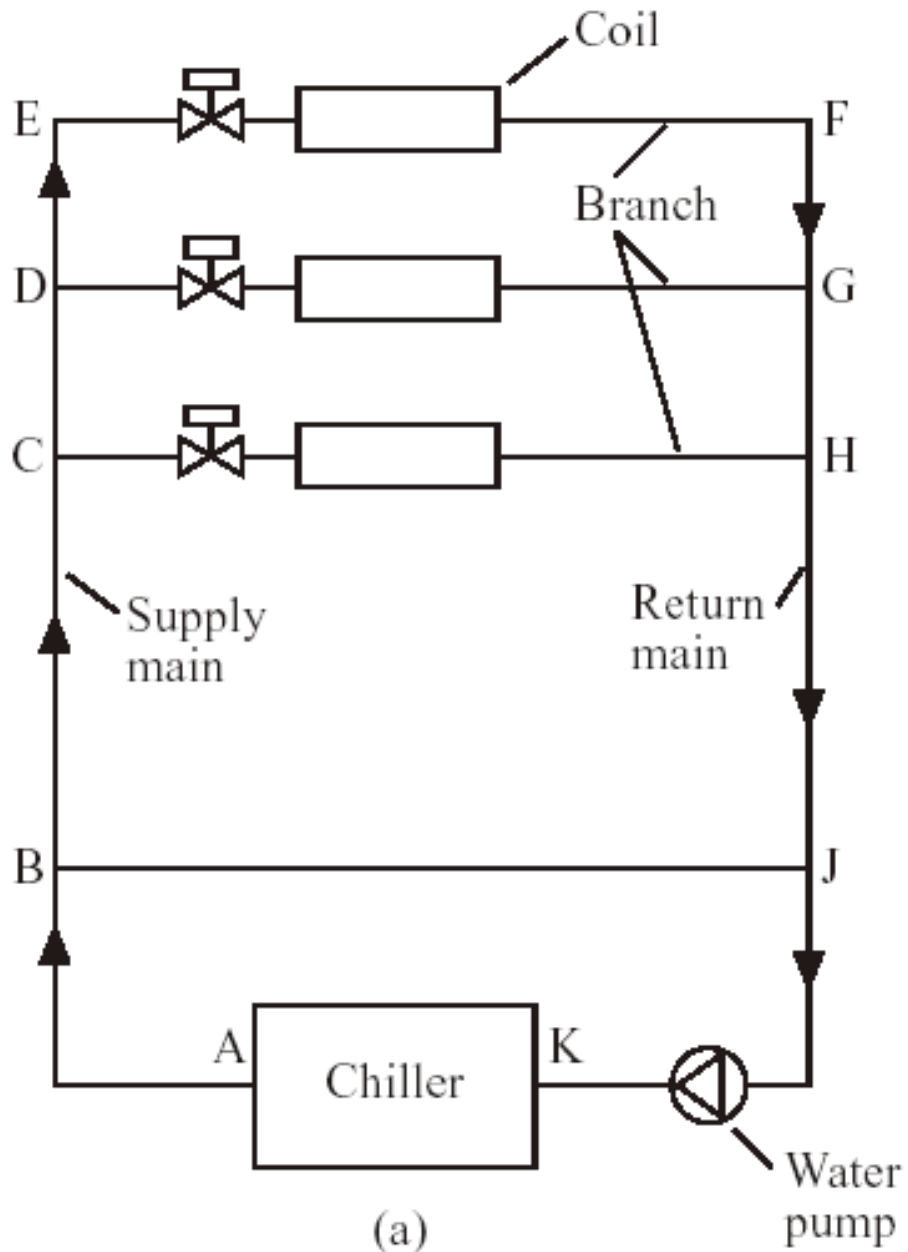 Coil
E
F
Branch
D
G
C
H
Supply
main
Return
main
B
J
A
K
Chiller
Water
pump
(a)